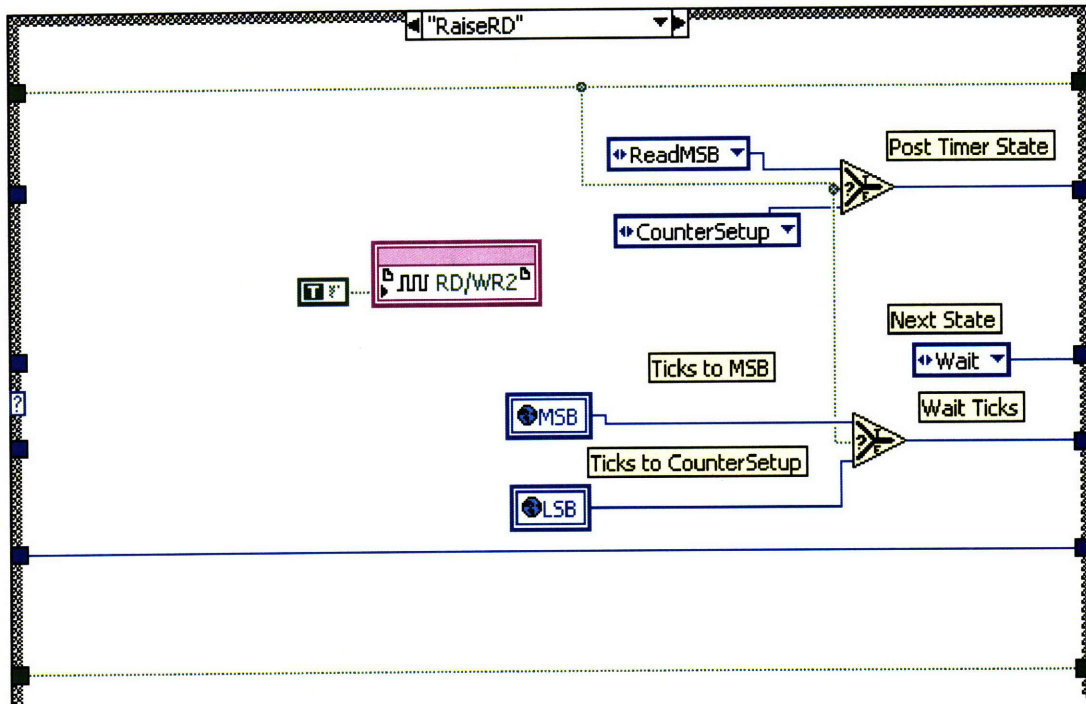 "RaiseRD"
ReadMSB
Post Timer State
?
T
F
CounterSetup
T
RD/WR2
Next State
Wait
Ticks to MSB
Wait Ticks
?
MSB
?
T
F
Ticks to CounterSetup
LSB